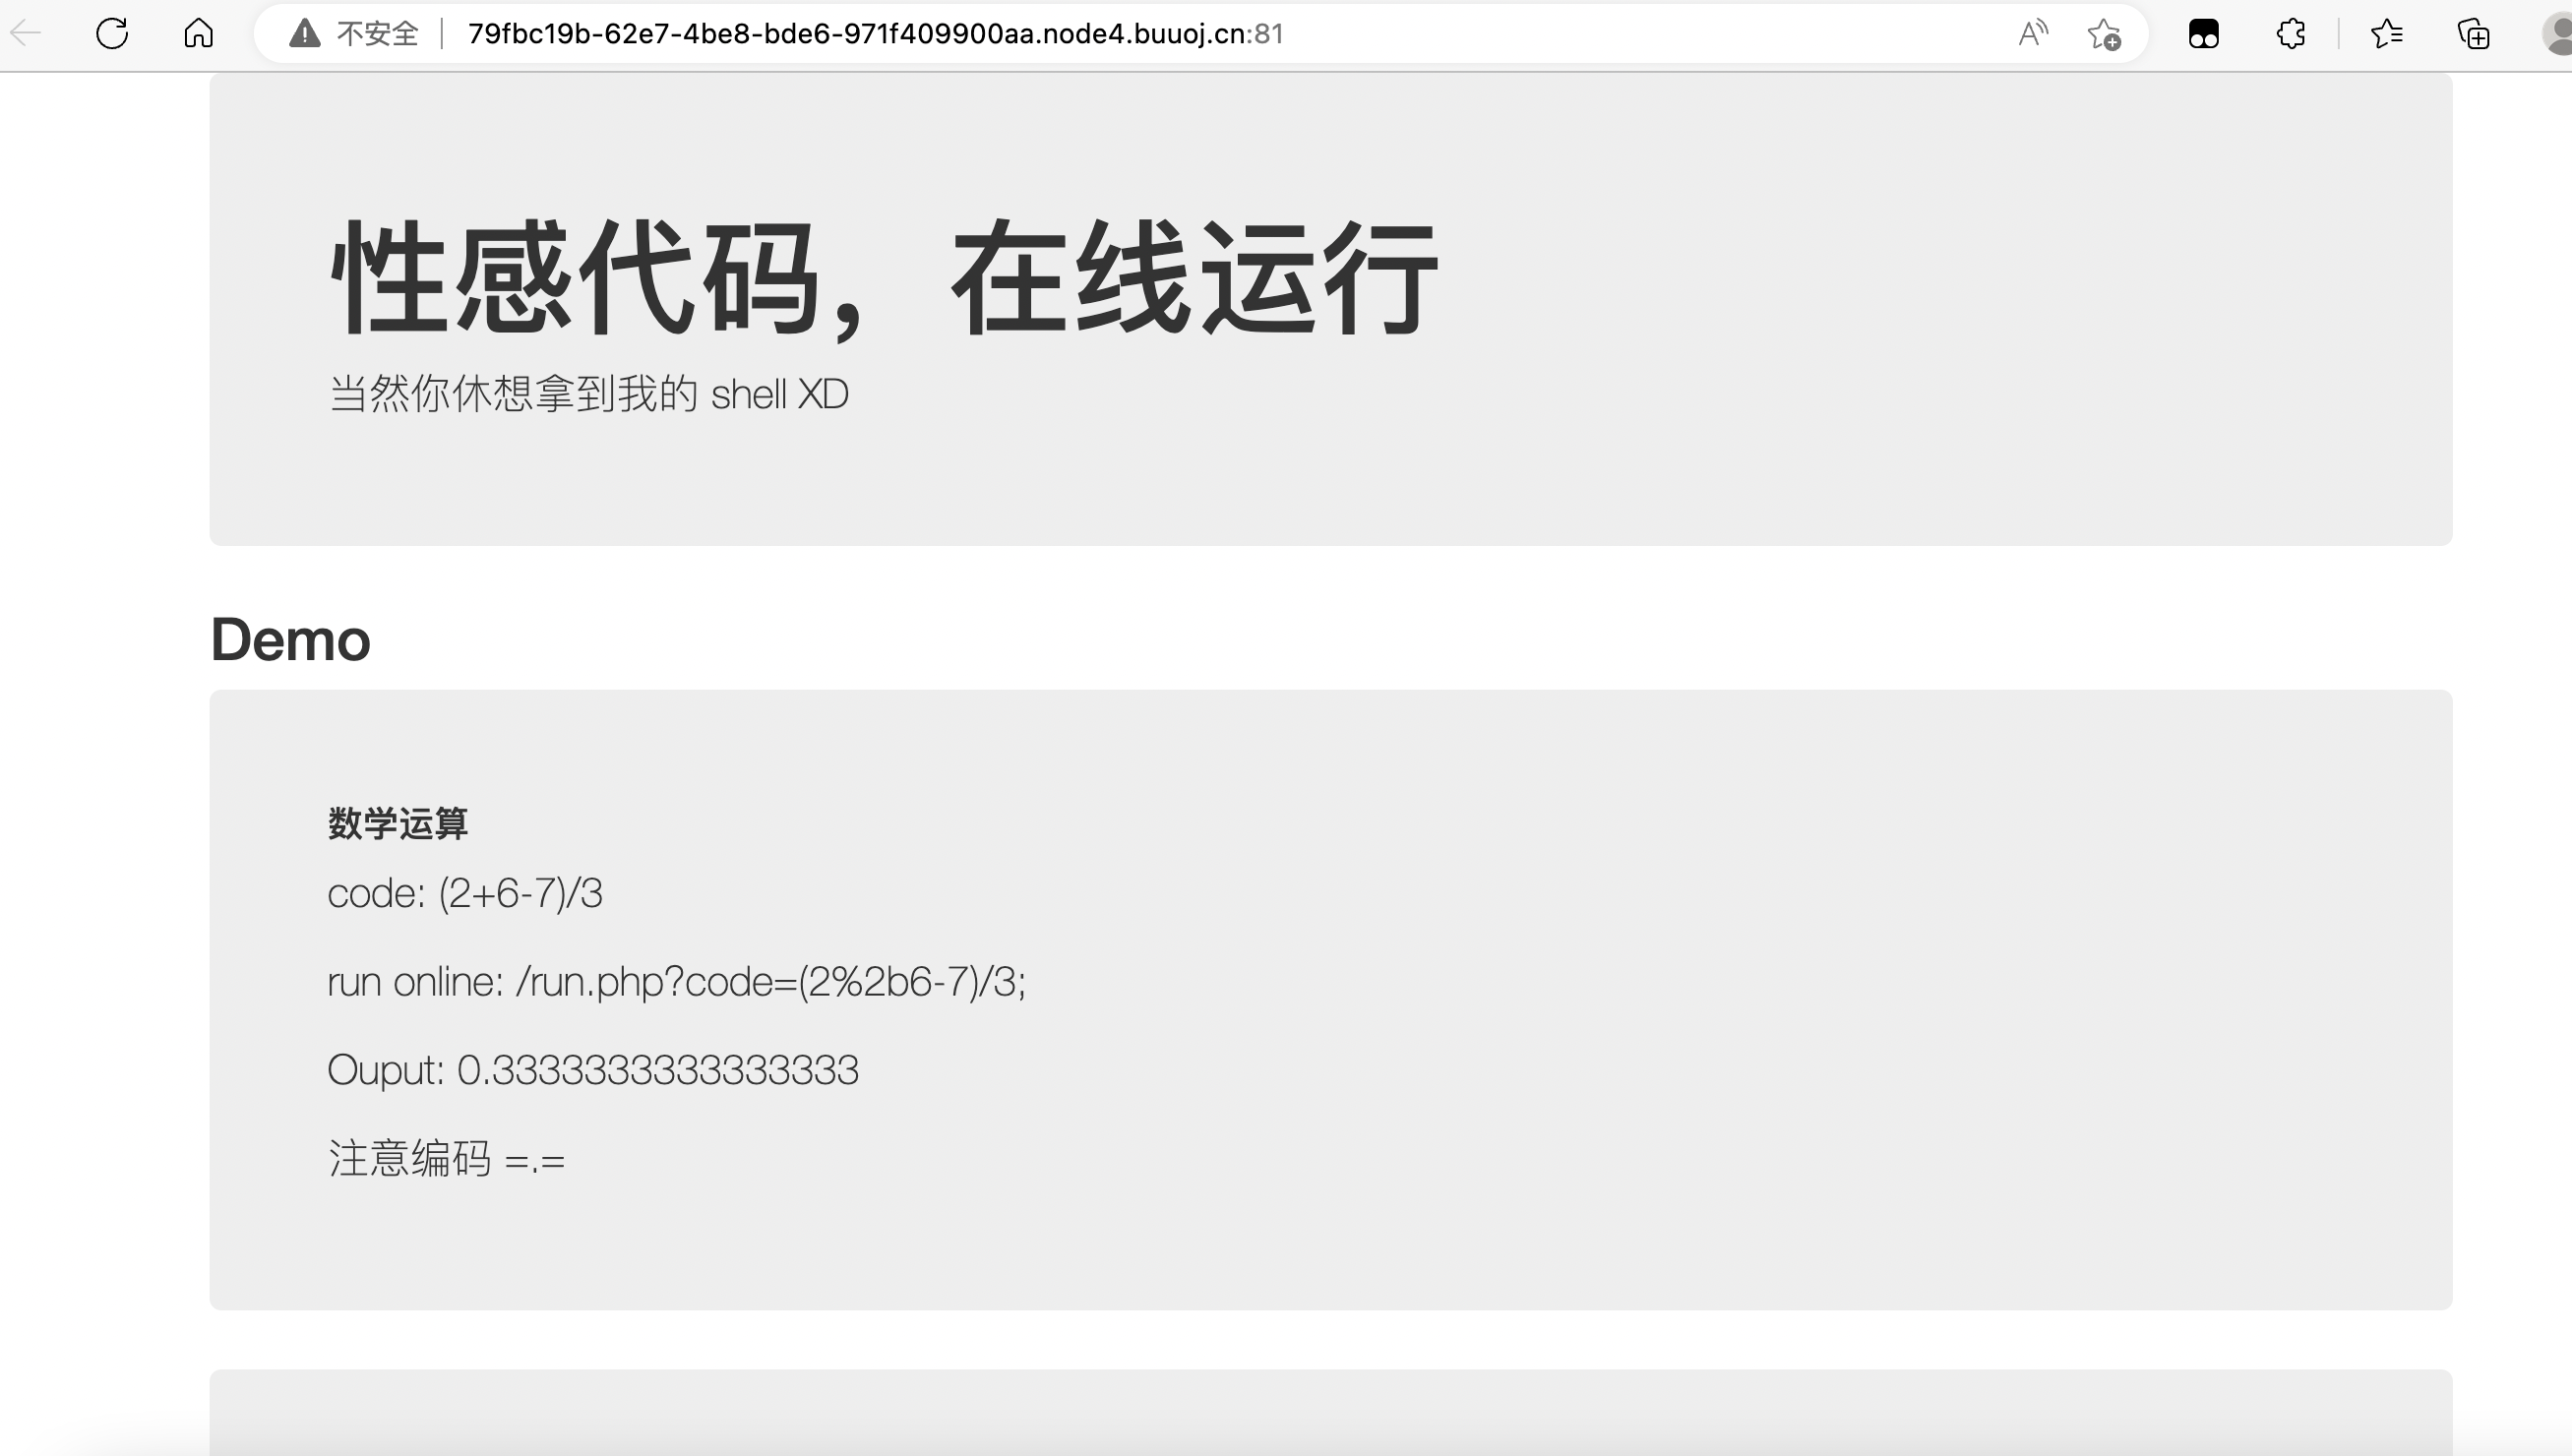 不安全 79fbc19b-62e7-4be8-bde6-971f409900aa.node4.buuoj.cn:81
性感代码，在线运行
当然你休想拿到我的 shell XD
Demo
数学运算
code: (2+6-7)/3
run online: /run.php?code=(2%2b6-7)/3;
Ouput: 0.3333333333333333
注意编码 =.=